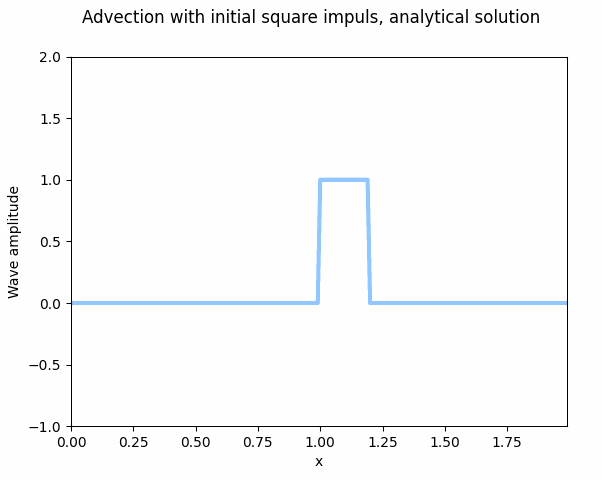 Advection with initial square impuls, analytical solution
2.0
1.5
1.0
0.5
0.0
−0.5
−1.0
Wave amplitude
0.00 0.25 0.50 0.75 1.00 1.25 1.50 1.75
x